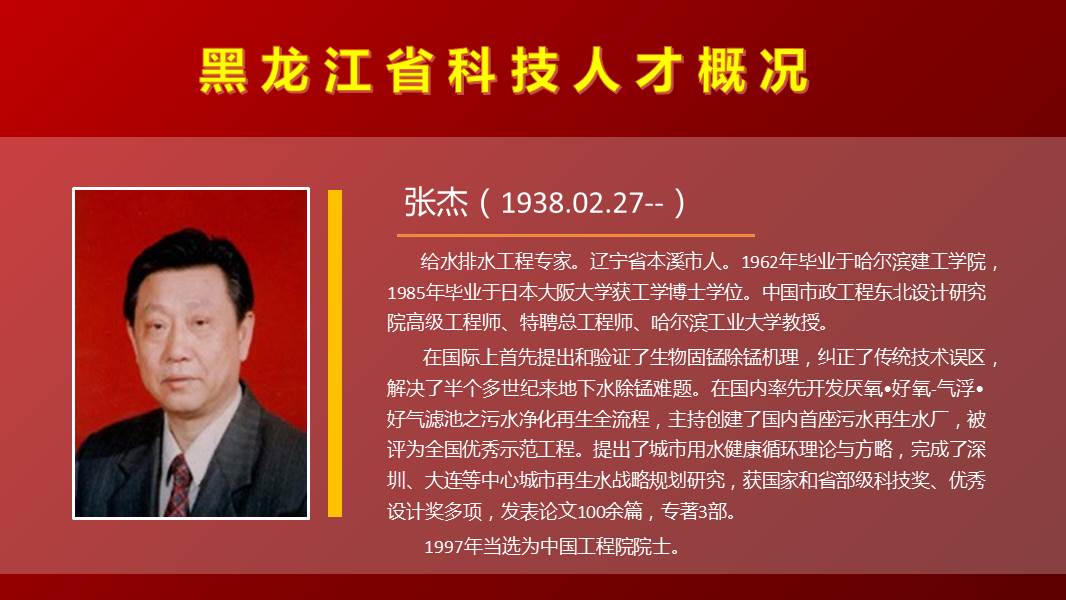 黑龙江省科技人才概况
张杰（1938.02.27--）
给水排水工程专家。辽宁省本溪市人。1962年毕业于哈尔滨建工学院，
1985年毕业于日本大阪大学获工学博士学位。中国市政工程东北设计研究
院高级工程师、特聘总工程师、哈尔滨工业大学教授。
在国际上首先提出和验证了生物固锰除锰机理，纠正了传统技术误区，
解决了半个多世纪来地下水除锰难题。在国内率先开发厌氧•好氧-气浮•
好气滤池之污水净化再生全流程，主持创建了国内首座污水再生水厂，被
评为全国优秀示范工程。提出了城市用水健康循环理论与方略，完成了深
圳、大连等中心城市再生水战略规划研究，获国家和省部级科技奖、优秀
设计奖多项，发表论文100余篇，专著3部。
1997年当选为中国工程院院士。